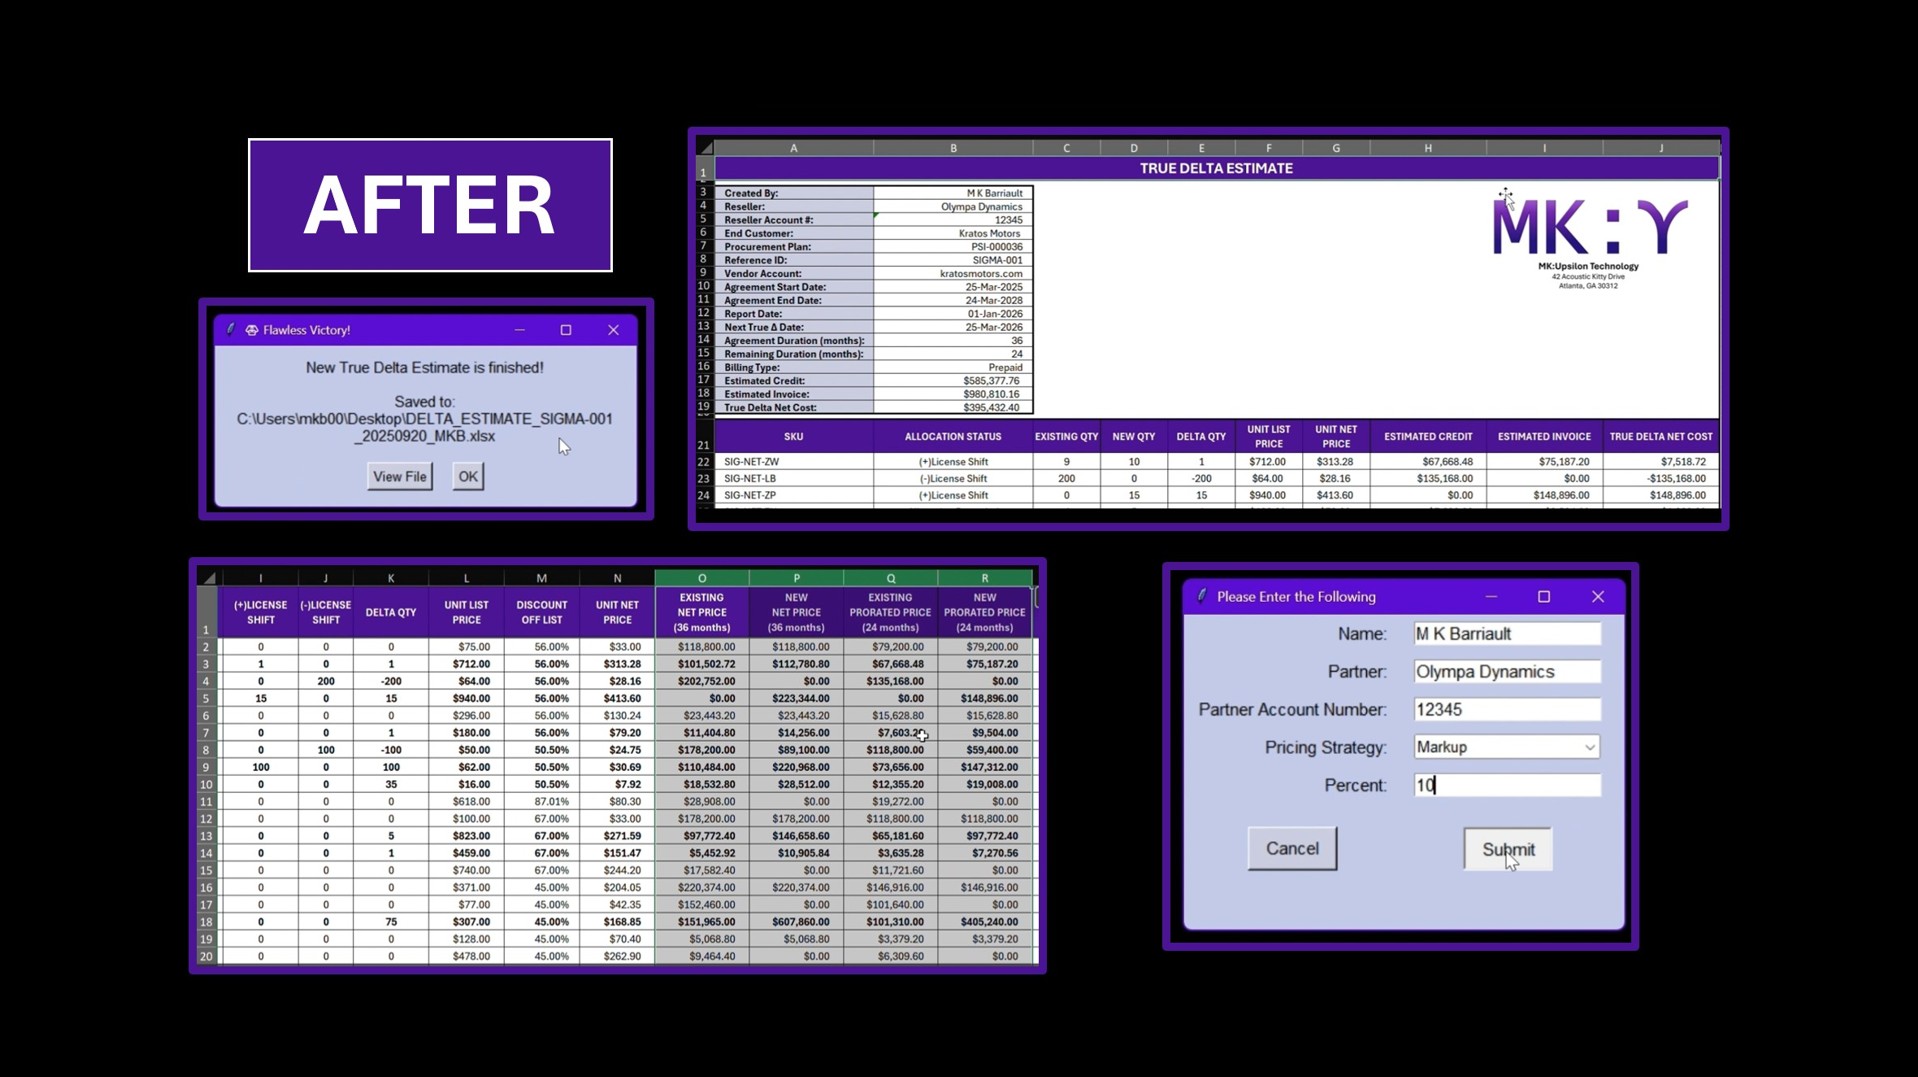 AFTER
Flawless Victory!
New True Delta Estimate is finished!
Saved to:
C:\Users\mkb00\Desktop\DELTA_ESTIMATE_SIGMA-001
_20250920_MKB.xlsx
View File OK
A B C D E F G H I J
1 TRUE DELTA ESTIMATE
3 Created By: M K Barriault
4 Reseller: Olympa Dynamics
5 Reseller Account #: 12345
6 End Customer: Kratos Motors
7 Procurement Plan: PSI-000036
8 Reference ID: SIGMA-001
9 Vendor Account: kratosmotors.com
10 Agreement Start Date: 25-Mar-2025
11 Agreement End Date: 24-Mar-2028
12 Report Date: 01-Jan-2026
13 Next True Δ Date: 25-Mar-2026
14 Agreement Duration (months): 36
15 Remaining Duration (months): 24
16 Billing Type: Prepaid
17 Estimated Credit: $585,377.76
18 Estimated Invoice: $980,810.16
19 True Delta Net Cost: $395,432.40
MK:Υ
MK:Upsilon Technology
42 Acoustic Kitty Drive
Atlanta, GA 30312
21 SKU ALLOCATION STATUS EXISTING QTY NEW QTY DELTA QTY UNIT LIST PRICE UNIT NET PRICE ESTIMATED CREDIT ESTIMATED INVOICE TRUE DELTA NET COST
22 SIG-NET-ZW (+)License Shift 9 10 1 $712.00 $313.28 $67,668.48 $75,187.20 $7,518.72
23 SIG-NET-LB (-)License Shift 200 0 -200 $64.00 $28.16 $135,168.00 $0.00 -$135,168.00
24 SIG-NET-ZP (+)License Shift 0 15 15 $940.00 $413.60 $0.00 $148,896.00 $148,896.00
I J K L M N O P Q R
1 (+)LICENSE SHIFT (-)LICENSE SHIFT DELTA QTY UNIT LIST PRICE DISCOUNT OFF LIST UNIT NET PRICE EXISTING NET PRICE (36 months) NEW NET PRICE (36 months) EXISTING PRORATED PRICE (24 months) NEW PRORATED PRICE (24 months)
2 0 0 0 $75.00 56.00% $33.00 $118,800.00 $118,800.00 $79,200.00 $79,200.00
3 1 0 1 $712.00 56.00% $313.28 $101,502.72 $112,780.80 $67,668.48 $75,187.20
4 0 200 -200 $64.00 56.00% $28.16 $202,752.00 $0.00 $135,168.00 $0.00
5 15 0 15 $940.00 56.00% $413.60 $0.00 $223,344.00 $0.00 $148,896.00
6 0 0 0 $296.00 56.00% $130.24 $23,443.20 $23,443.20 $15,628.80 $15,628.80
7 0 0 1 $180.00 56.00% $79.20 $11,404.80 $14,256.00 $7,603.2 $9,504.00
8 0 100 -100 $50.00 50.50% $24.75 $178,200.00 $89,100.00 $118,800.00 $59,400.00
9 100 0 100 $62.00 50.50% $30.69 $110,484.00 $220,968.00 $73,656.00 $147,312.00
10 0 0 35 $16.00 50.50% $7.92 $18,532.80 $28,512.00 $12,355.20 $19,008.00
11 0 0 0 $618.00 87.01% $80.30 $28,908.00 $0.00 $19,272.00 $0.00
12 0 0 0 $100.00 67.00% $33.00 $178,200.00 $178,200.00 $118,800.00 $118,800.00
13 0 0 5 $823.00 67.00% $271.59 $97,772.40 $146,658.60 $65,181.60 $97,772.40
14 0 0 1 $459.00 67.00% $151.47 $5,452.92 $10,905.84 $3,635.28 $7,270.56
15 0 0 0 $740.00 67.00% $244.20 $17,582.40 $0.00 $11,721.60 $0.00
16 0 0 0 $371.00 45.00% $204.05 $220,374.00 $220,374.00 $146,916.00 $146,916.00
17 0 0 0 $77.00 45.00% $42.35 $152,460.00 $0.00 $101,640.00 $0.00
18 0 0 75 $307.00 45.00% $168.85 $151,965.00 $607,860.00 $101,310.00 $405,240.00
19 0 0 0 $128.00 45.00% $70.40 $5,068.80 $5,068.80 $3,379.20 $3,379.20
20 0 0 0 $478.00 45.00% $262.90 $9,464.40 $0.00 $6,309.60 $0.00
Please Enter the Following
Name: M K Barriault
Partner: Olympa Dynamics
Partner Account Number: 12345
Pricing Strategy: Markup
Percent: 10
Cancel Submit